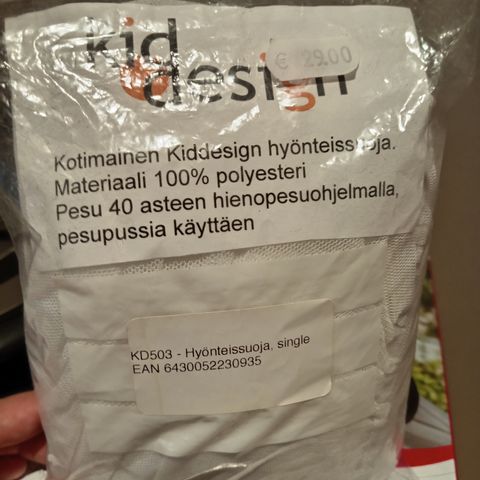 kid
€ 29.00
design
Kotimainen Kiddesign hyönteissuoja.
Materiaali 100% polyesteri
Pesu 40 asteen hienopesuohjelmalla,
pesupussia käyttäen
KD503 - Hyönteissuoja, single
EAN 6430052230935